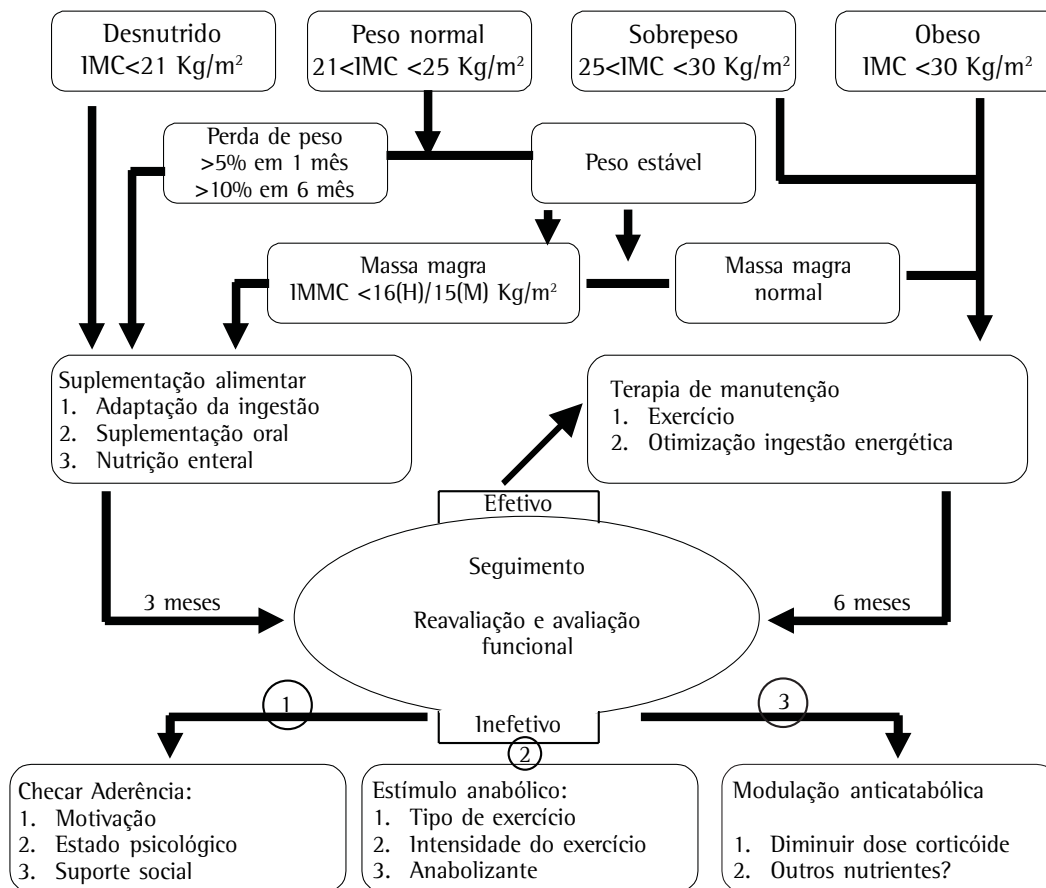 Desnutrido
IMC<21 Kg/m²
Peso normal
21<IMC <25 Kg/m²
Sobrepeso
25<IMC <30 Kg/m²
Obeso
IMC <30 Kg/m²
Perda de peso
>5% em 1 mês
>10% em 6 mês
Peso estável
Massa magra
IMMC <16(H)/15(M) Kg/m²
Massa magra
normal
Suplementação alimentar
1. Adaptação da ingestão
2. Suplementação oral
3. Nutrição enteral
Terapia de manutenção
1. Exercício
2. Otimização ingestão energética
Efetivo
Seguimento
Reavaliação e avaliação
funcional
3 meses
6 meses
1
Inefetivo
2
3
Checar Aderência:
1. Motivação
2. Estado psicológico
3. Suporte social
Estímulo anabólico:
1. Tipo de exercício
2. Intensidade do exercício
3. Anabolizante
Modulação anticatabólica
1. Diminuir dose corticóide
2. Outros nutrientes?